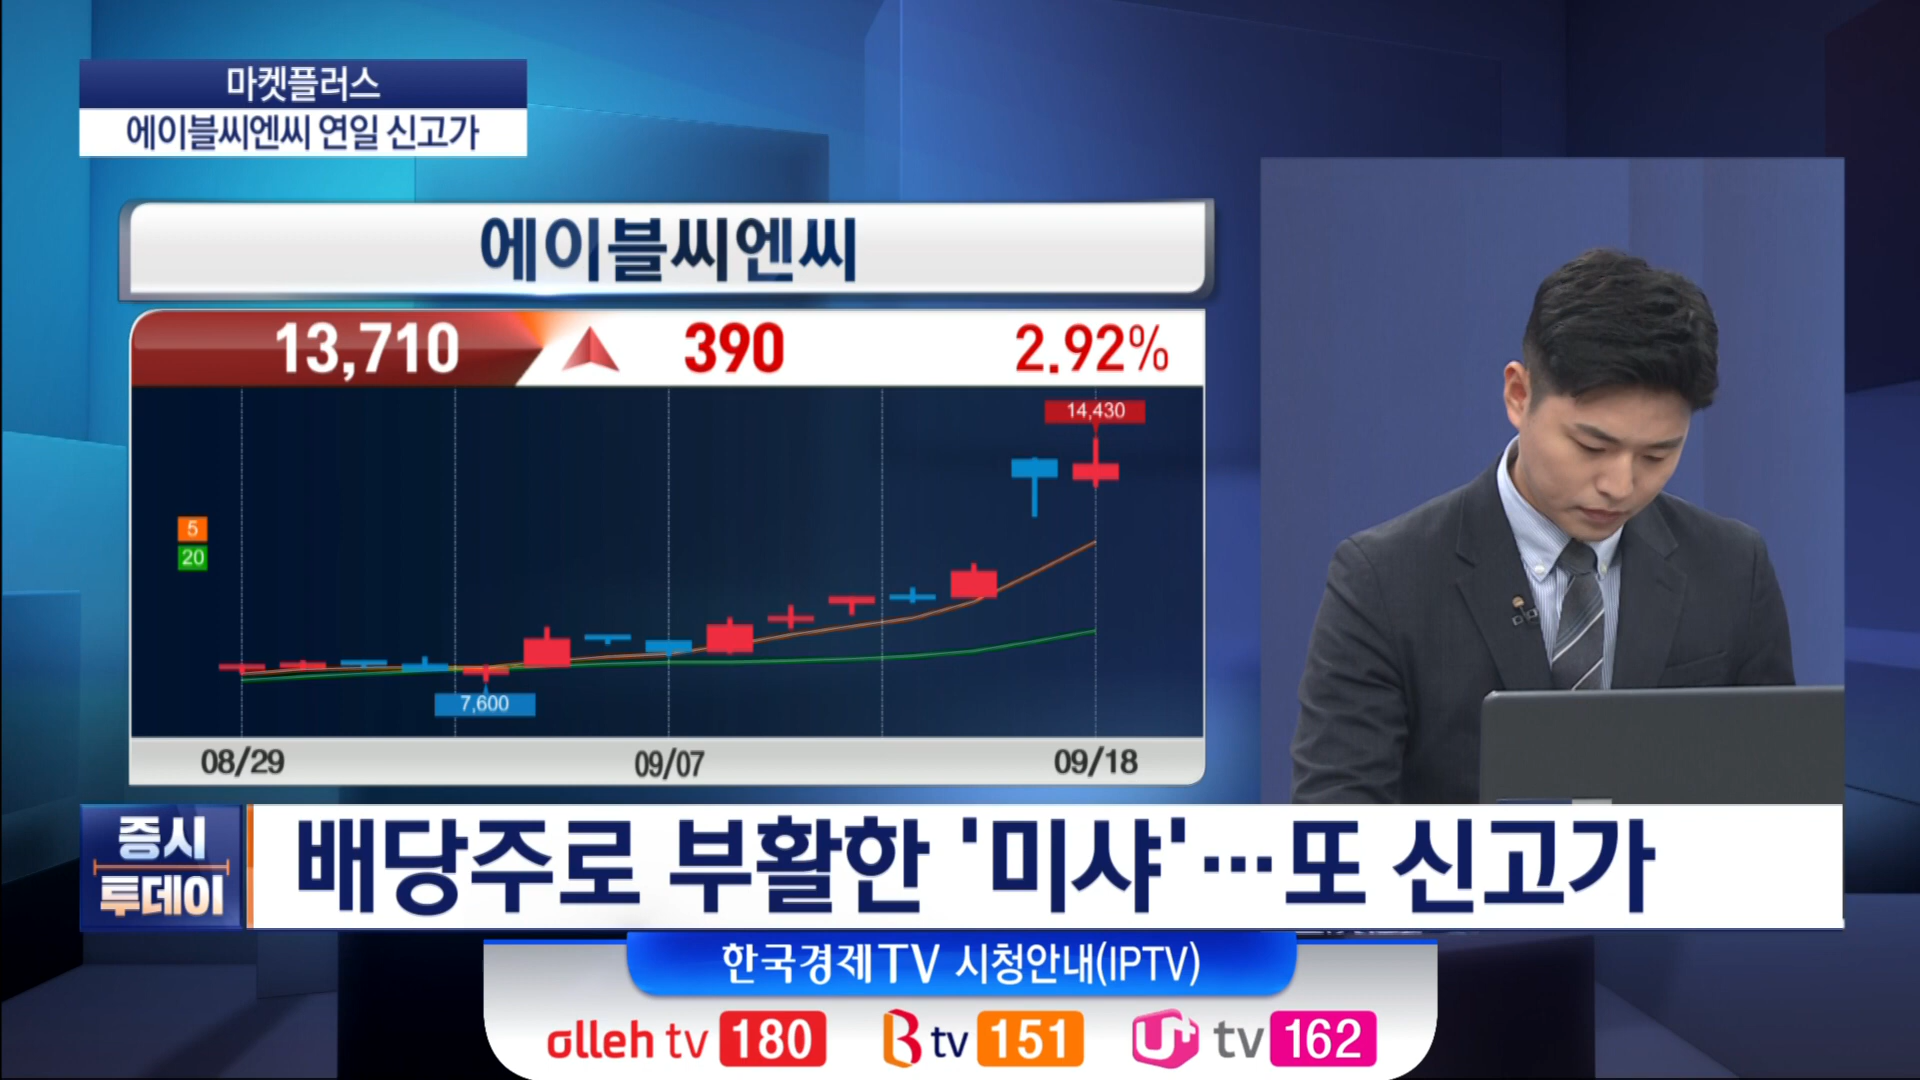 마켓플러스
에이블씨엔씨 연일 신고가
에이블씨엔씨
13,710 390 2.92%
14,430
5
20
7,600
08/29 09/07 09/18
증시
투데이
배당주로 부활한 '미샤'…또 신고가
한국경제TV 시청안내(IPTV)
olleh tv 180 B tv 151 U+ tv 162